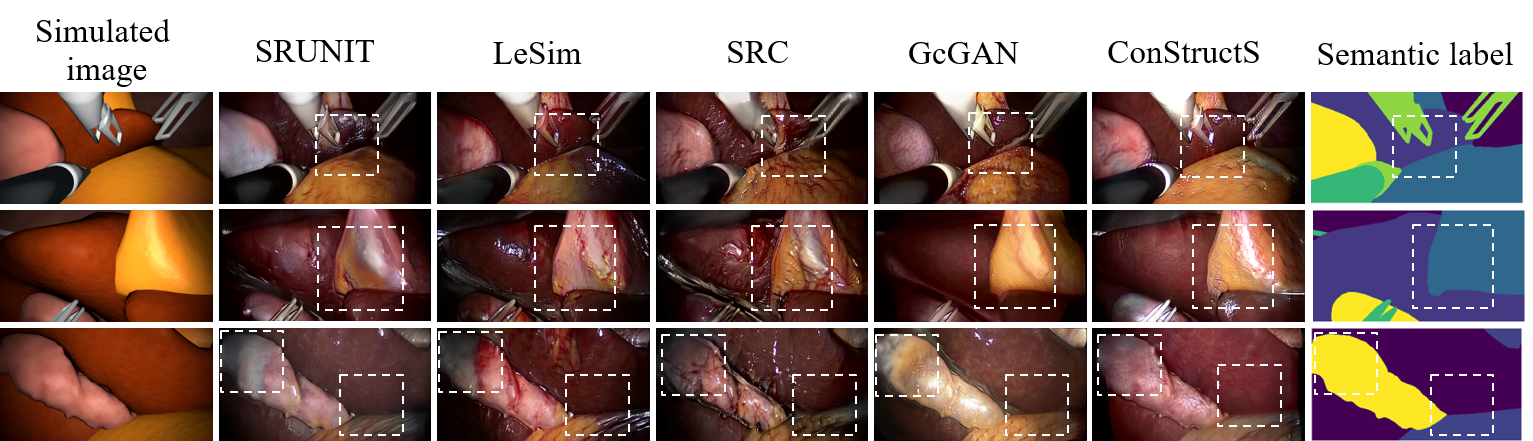 Simulated
image
SRUNIT
LeSim
SRC
GcGAN
ConStructS
Semantic label